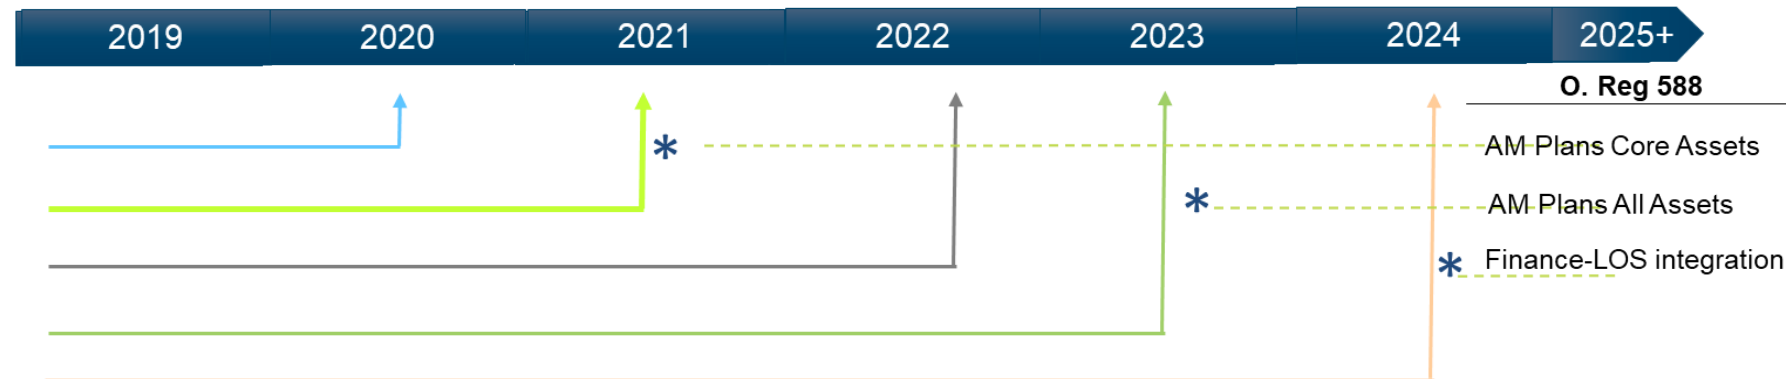 2019 2020 2021 2022 2023 2024 2025+
O. Reg 588
* AM Plans Core Assets
* AM Plans All Assets
* Finance-LOS integration